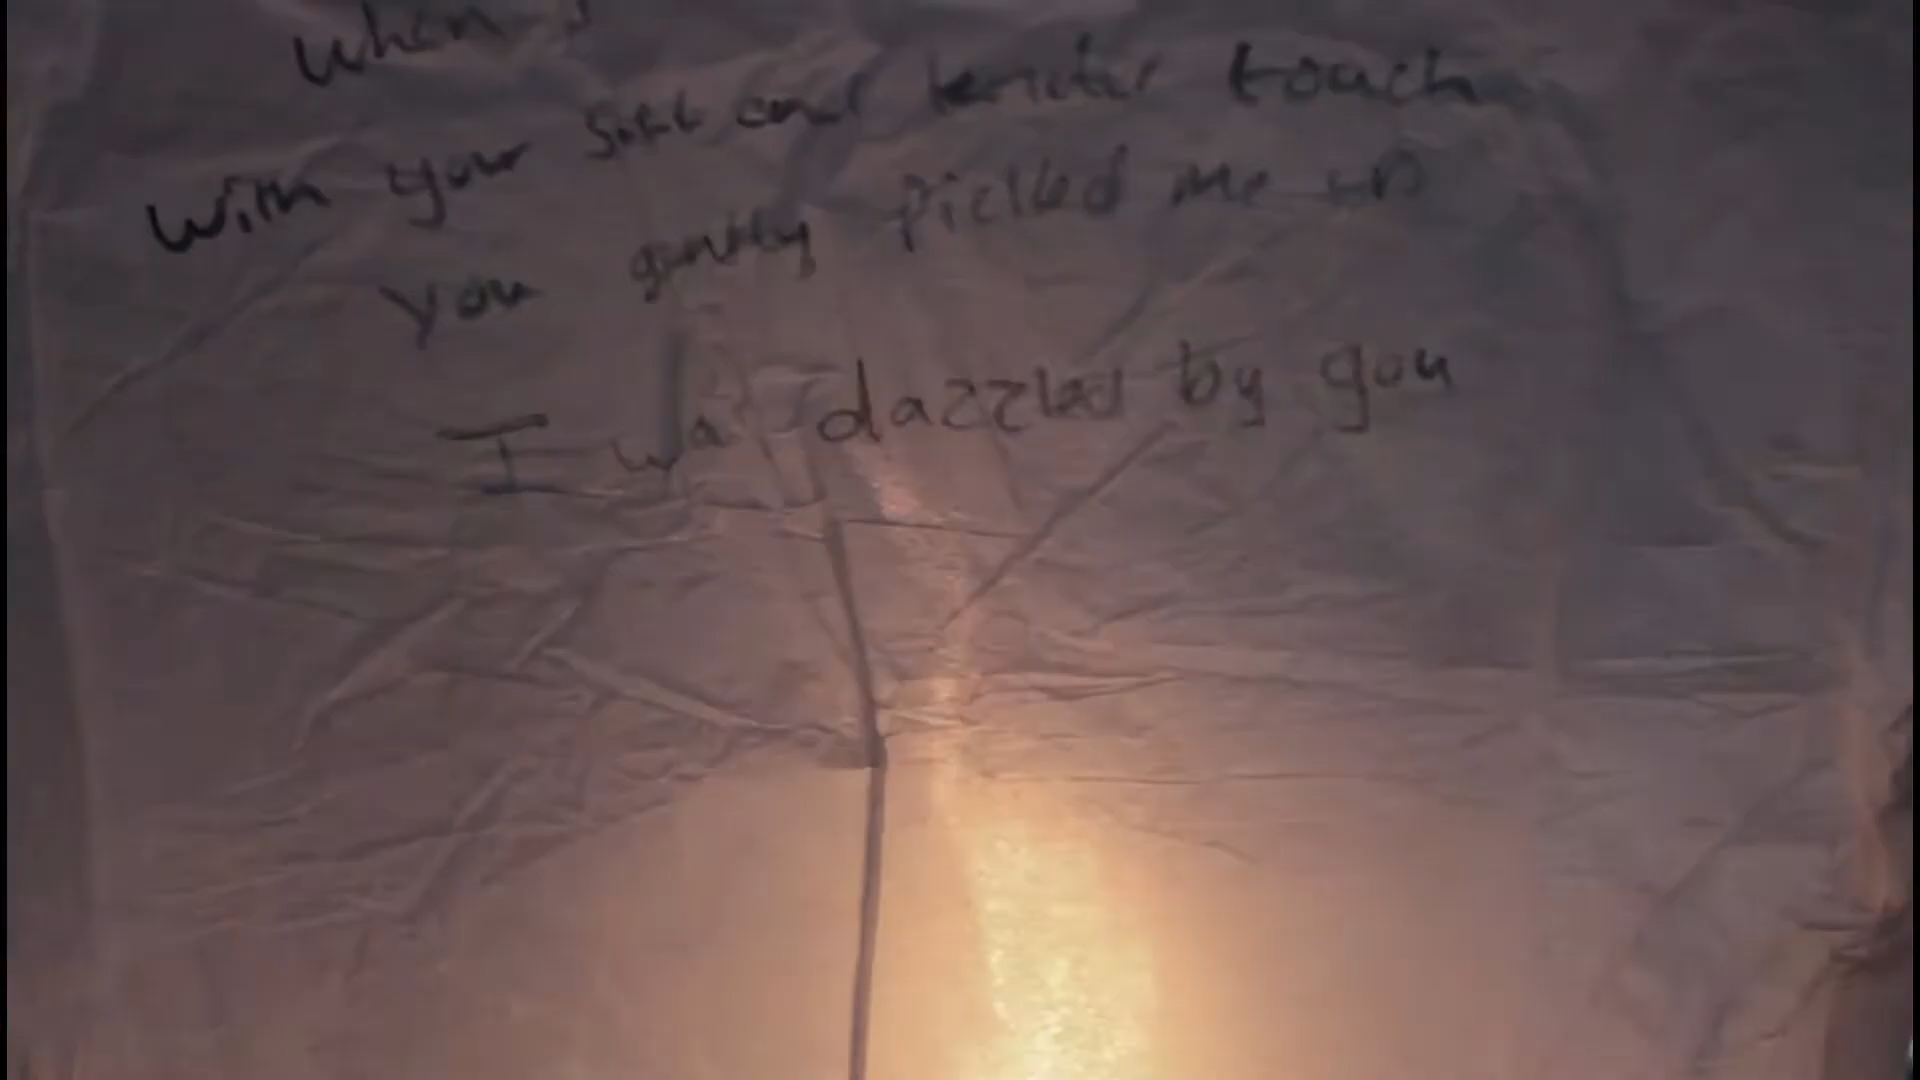 When I
With your soft and tender touch
you gently picked me up
I was dazzled by you